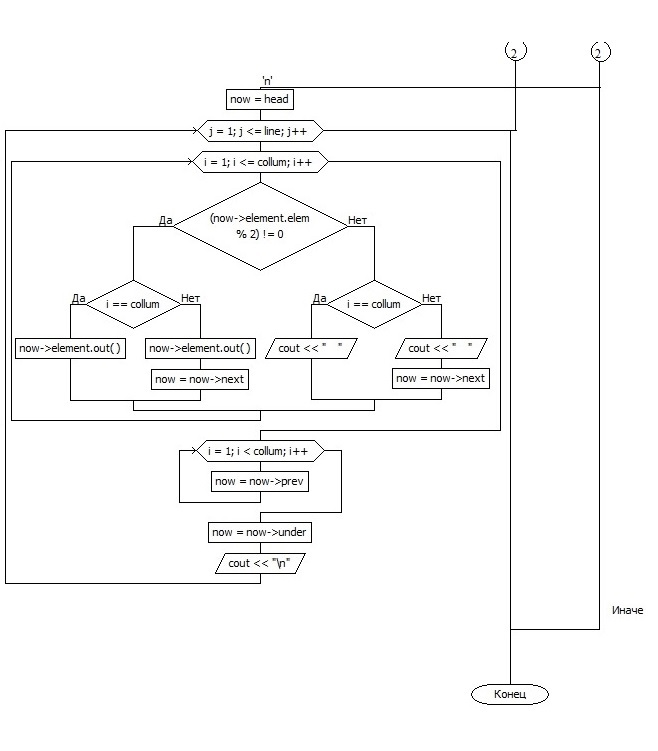 2
2
'n'
now = head
j = 1; j <= line; j++
i = 1; i <= collum; i++
Да
(now->element.elem
% 2) != 0
Нет
Да
i == collum
Нет
Да
i == collum
Нет
now->element.out( )
now->element.out( )
cout << "    "
cout << "    "
now = now->next
now = now->next
i = 1; i < collum; i++
now = now->prev
now = now->under
cout << "\n"
Иначе
Конец